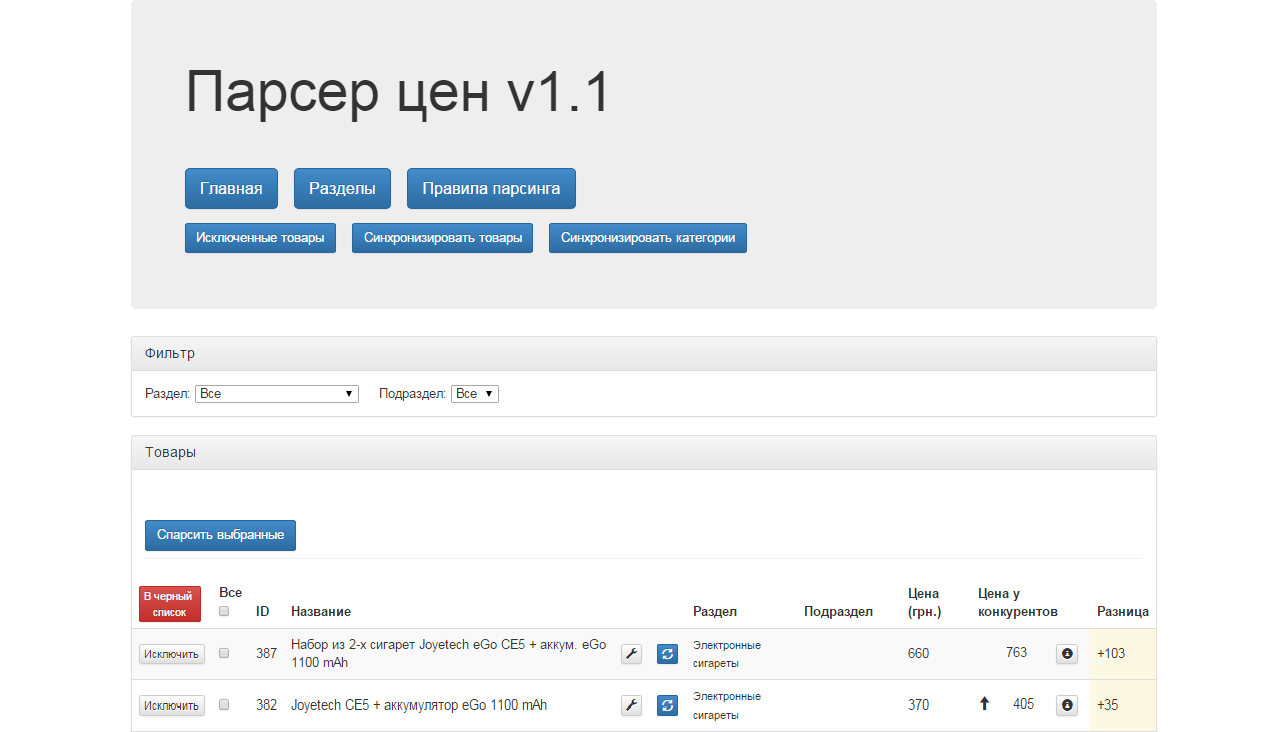 Парсер цен v1.1
Главная Разделы Правила парсинга
Исключенные товары Синхронизировать товары Синхронизировать категории
Фильтр
Раздел: Все Подраздел: Все
Товары
Спарсить выбранные
В черный список Все ID Название Раздел Подраздел Цена (грн.) Цена у конкурентов Разница
Исключить 387 Набор из 2-х сигарет Joyetech eGo CE5 + аккум. eGo 1100 mAh Электронные сигареты 660 763 +103
Исключить 382 Joyetech CE5 + аккумулятор eGo 1100 mAh Электронные сигареты 370 405 +35